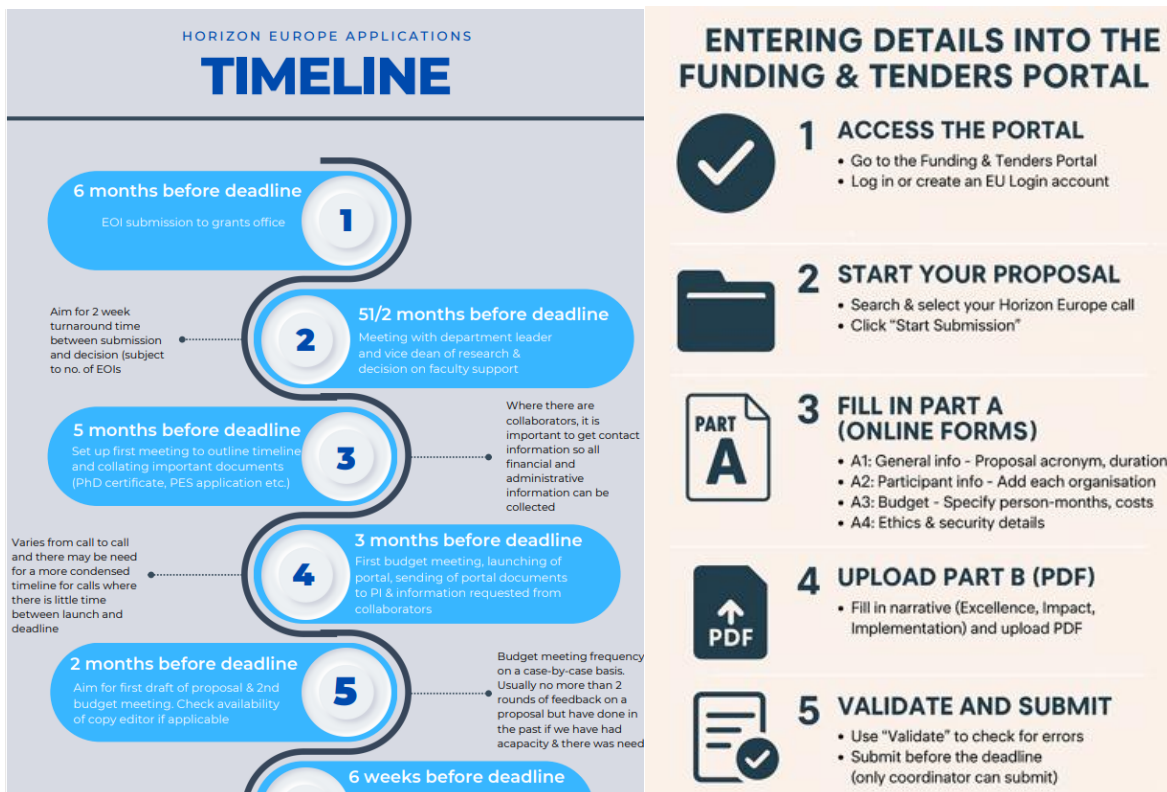 HORIZON EUROPE APPLICATIONS
TIMELINE
6 months before deadline
EOI submission to grants office
1
Aim for 2 week
turnaround time
between submission
and decision (subject
to no. of EOIs
2
51/2 months before deadline
Meeting with department leader
and vice dean of research &
decision on faculty support
5 months before deadline
Set up first meeting to outline timeline
and collating important documents
(PhD certificate, PES application etc.)
3
Where there are
collaborators, it is
important to get contact
information so all
financial and
administrative
information can be
collected
Varies from call to call
and there may be need
for a more condensed
timeline for calls where
there is little time
between launch and
deadline
4
3 months before deadline
First budget meeting, launching of
portal, sending of portal documents
to PI & information requested from
collaborators
2 months before deadline
Aim for first draft of proposal & 2nd
budget meeting. Check availability
of copy editor if applicable
5
Budget meeting frequency
on a case-by-case basis.
Usually no more than 2
rounds of feedback on a
proposal but have done in
the past if we have had
acapacity & there was need
6 weeks before deadline
ENTERING DETAILS INTO THE
FUNDING & TENDERS PORTAL
1 ACCESS THE PORTAL
• Go to the Funding & Tenders Portal
• Log in or create an EU Login account
2 START YOUR PROPOSAL
• Search & select your Horizon Europe call
• Click “Start Submission”
PART
A
3 FILL IN PART A
(ONLINE FORMS)
• A1: General info - Proposal acronym, duration
• A2: Participant info - Add each organisation
• A3: Budget - Specify person-months, costs
• A4: Ethics & security details
PDF
4 UPLOAD PART B (PDF)
• Fill in narrative (Excellence, Impact,
Implementation) and upload PDF
5 VALIDATE AND SUBMIT
• Use “Validate” to check for errors
• Submit before the deadline
(only coordinator can submit)